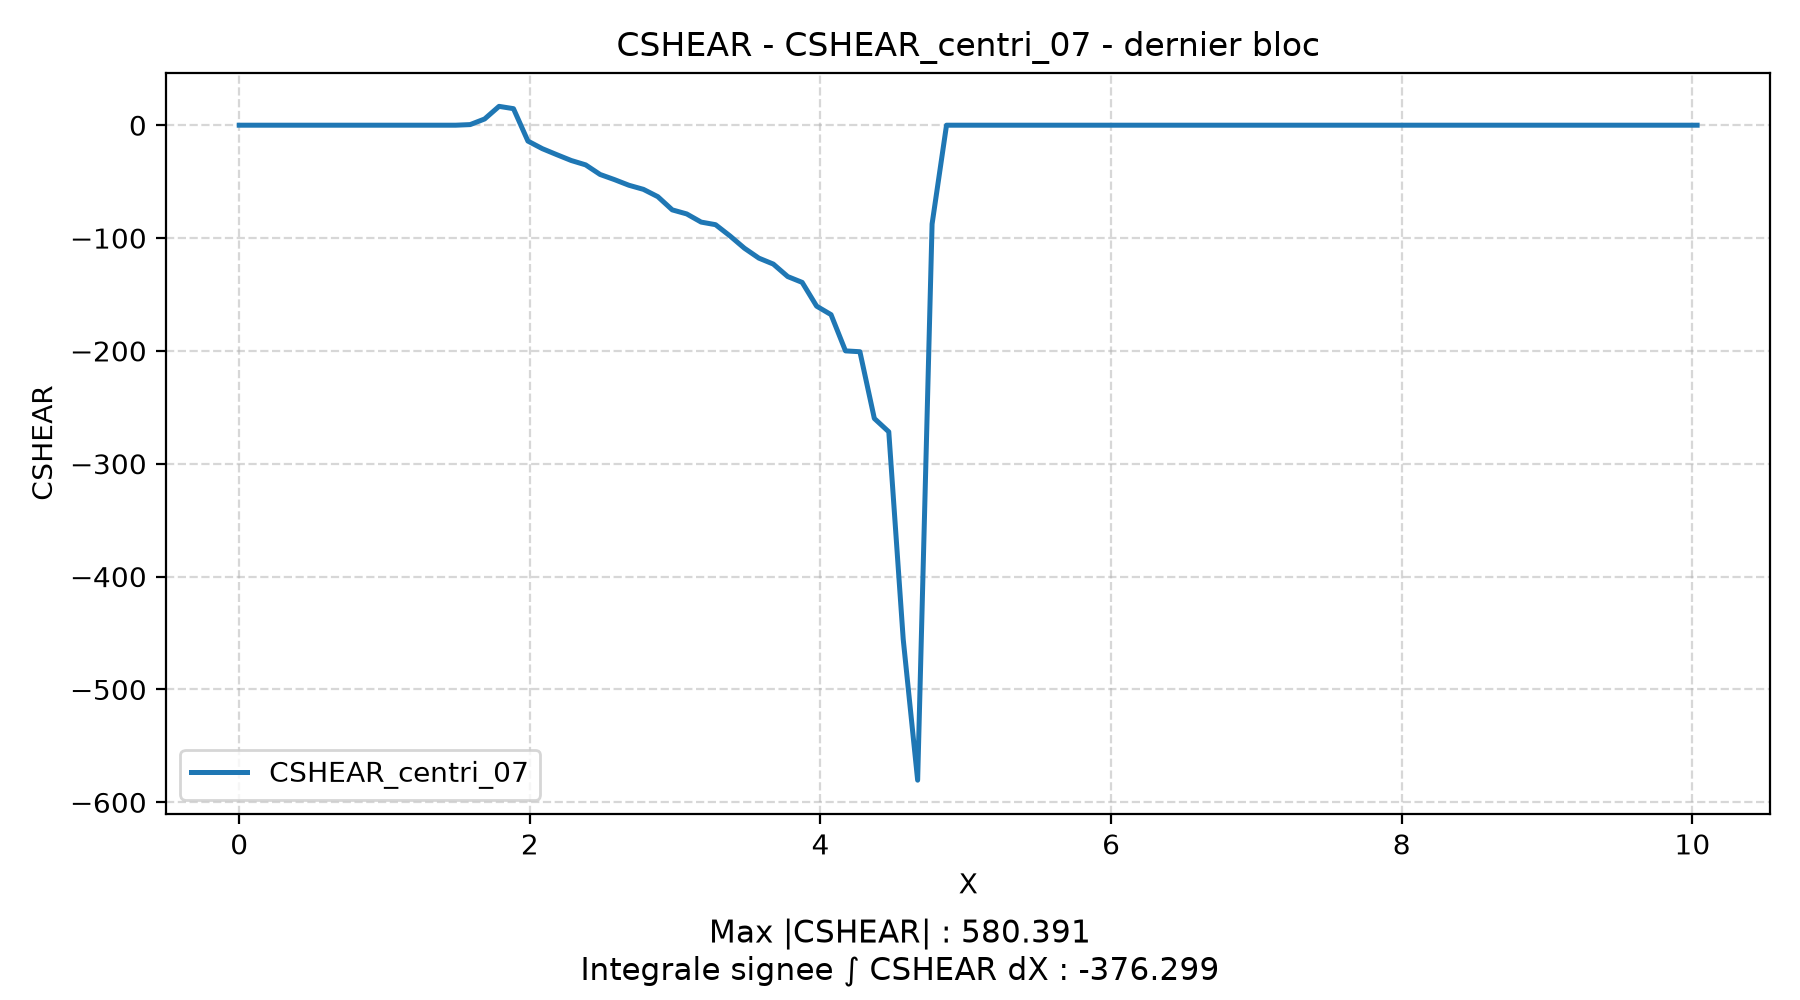 CSHEAR - CSHEAR_centri_07 - dernier bloc
0
−100
−200
−300
−400
−500
−600
CSHEAR
CSHEAR_centri_07
0 2 4 6 8 10
X
Max |CSHEAR| : 580.391
Integrale signee ∫ CSHEAR dX : -376.299